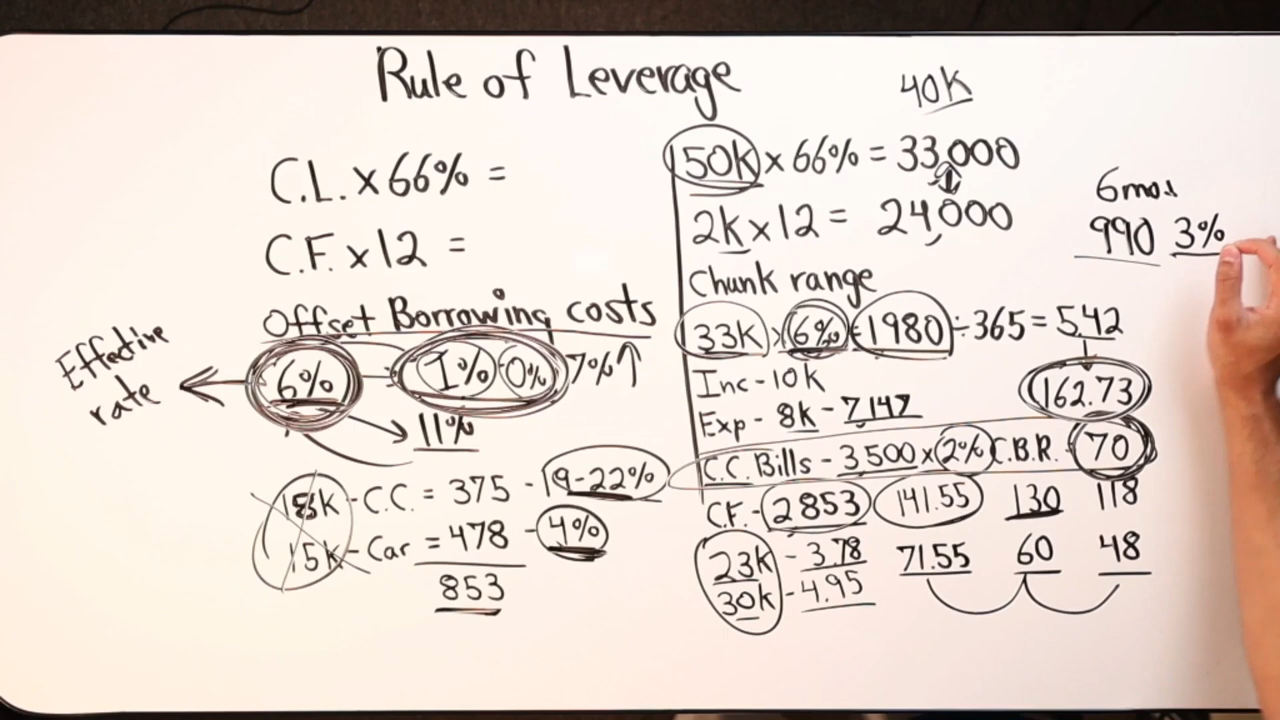 Rule of Leverage
C.L. x 66% =
C.F. x 12 =
Offset Borrowing costs
Effective rate
6% 1% 0% 7% ↑
11%
-C.C. = 375 - 19-22%
15k - Car = 478 - 4%
853
40K
50k x 66% = 33,000
2k x 12 = 24,000
Chunk range
33K x 6% = 1980 ÷ 365 = 5.42
162.73
Inc - 10k
Exp - 8k - 7,147
C.C. Bills - 3500 x 2% C.B.R. - 70
C.F. - 2853 141.55 130 118
23k - 3.78 71.55 60 48
30k - 4.95
6mos
990 3%